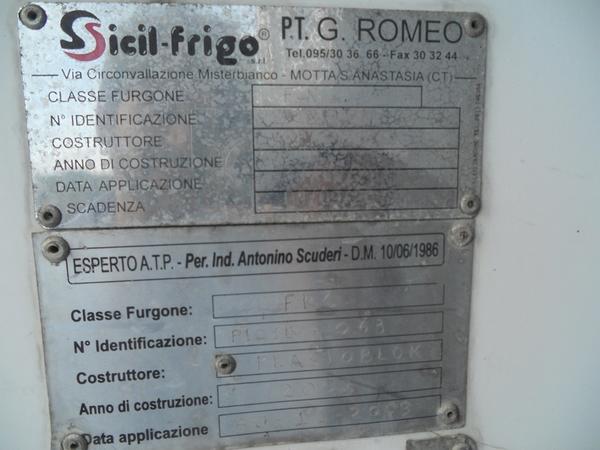 Sicil-frigo® s.r.l. P.T. G. ROMEO
Tel.095/30 36 66 - Fax 30 32 44
Via Circonvallazione Misterbianco - MOTTA S. ANASTASIA (CT)
CLASSE FURGONE
N° IDENTIFICAZIONE
COSTRUTTORE
ANNO DI COSTRUZIONE
DATA APPLICAZIONE
SCADENZA
ESPERTO A.T.P. - Per. Ind. Antonino Scuderi - D.M. 10/06/1986
Classe Furgone:
N° Identificazione:
Costruttore:
Anno di costruzione:
Data applicazione